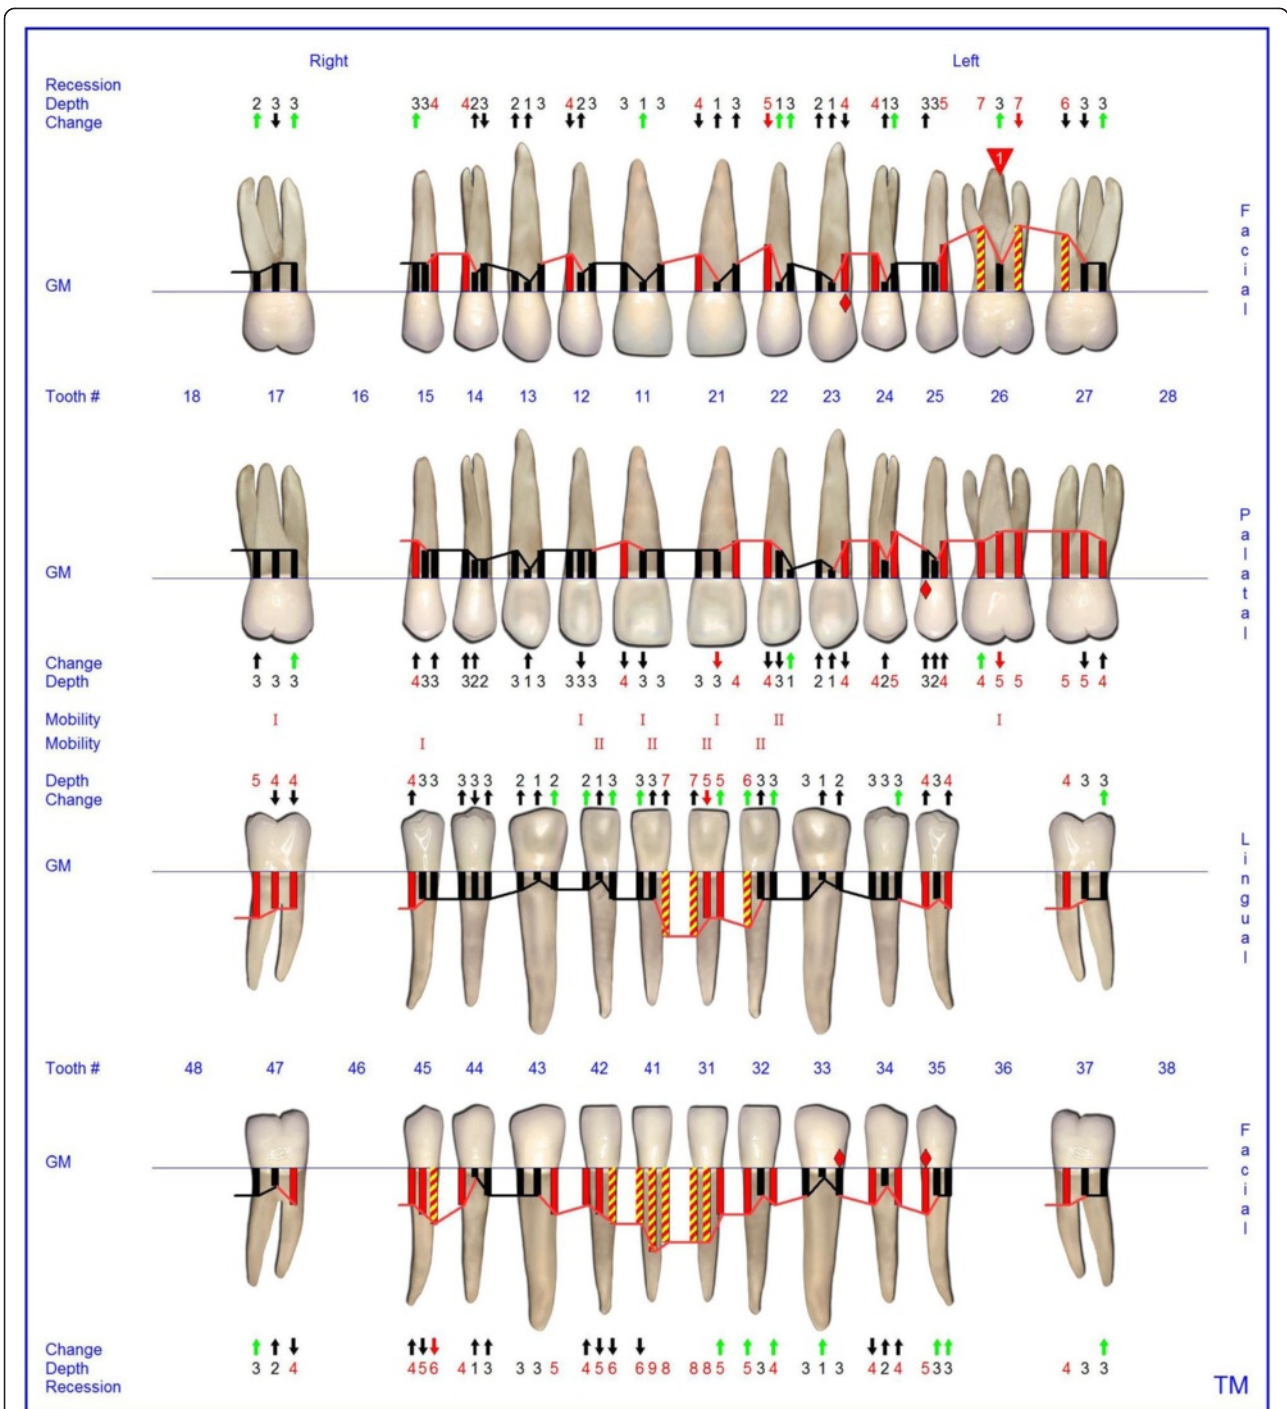 Right Left
Recession
Depth 2 3 3 334 423 2 1 3 423 3 1 3 4 1 3 513 2 1 4 413 335 7 3 7 6 3 3
Change
1
Facial
GM
Tooth # 18 17 16 15 14 13 12 11 21 22 23 24 25 26 27 28
Palatal
GM
Change
Depth 3 3 3 433 322 3 1 3 333 4 3 3 3 3 4 431 2 1 4 425 324 4 5 5 5 5 4
Mobility I I I I II I
Mobility I II II II II
Depth 5 4 4 433 333 2 1 2 2 1 3 337 755 633 3 1 2 333 434 4 3 3
Change
Lingual
GM
Tooth # 48 47 46 45 44 43 42 41 31 32 33 34 35 36 37 38
Facial
GM
Change
Depth 3 2 4 456 413 3 3 5 456 698 885 534 3 1 3 424 533 4 3 3
Recession
TM